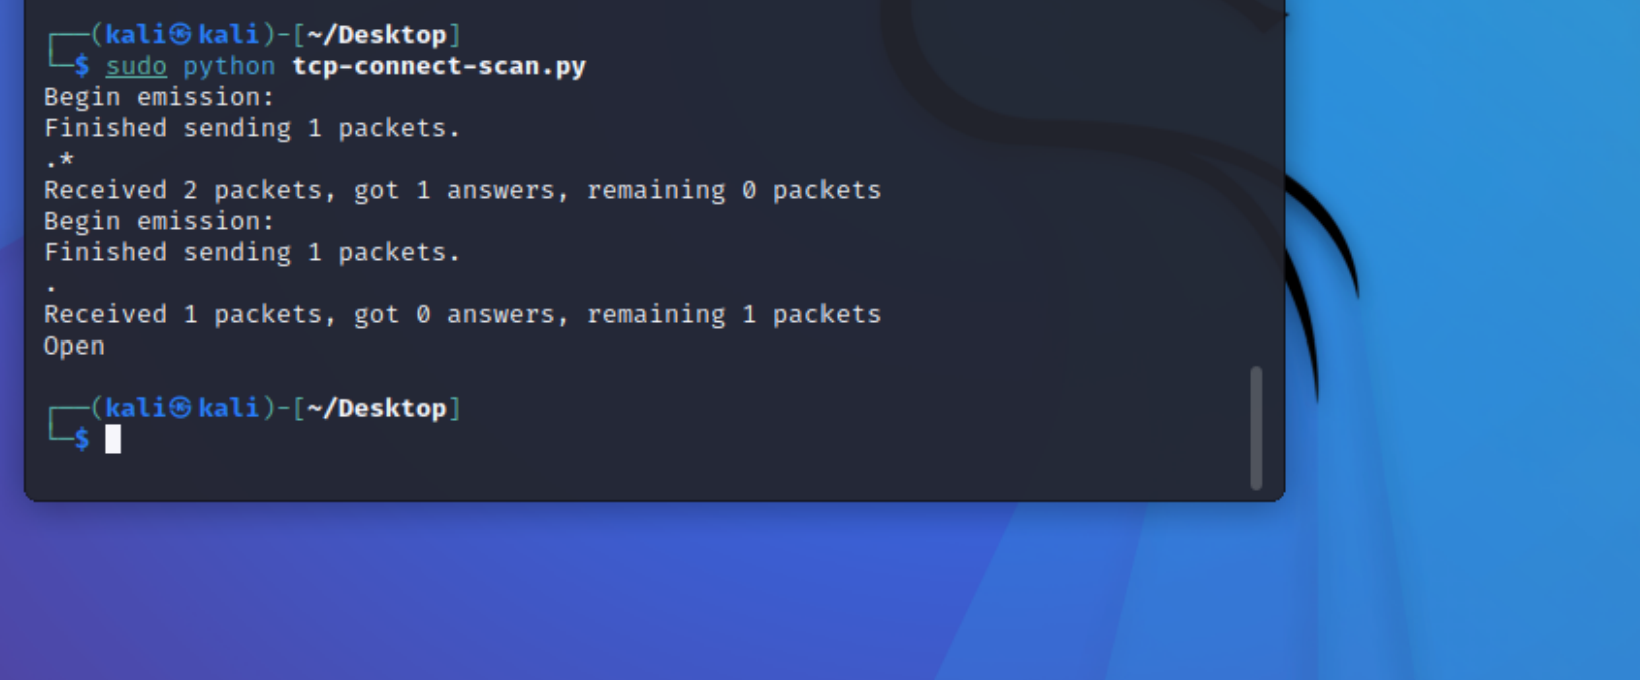 ┌──(kali㉿kali)-[~/Desktop]
└─$ sudo python tcp-connect-scan.py
Begin emission:
Finished sending 1 packets.
.*
Received 2 packets, got 1 answers, remaining 0 packets
Begin emission:
Finished sending 1 packets.
.
Received 1 packets, got 0 answers, remaining 1 packets
Open
┌──(kali㉿kali)-[~/Desktop]
└─$